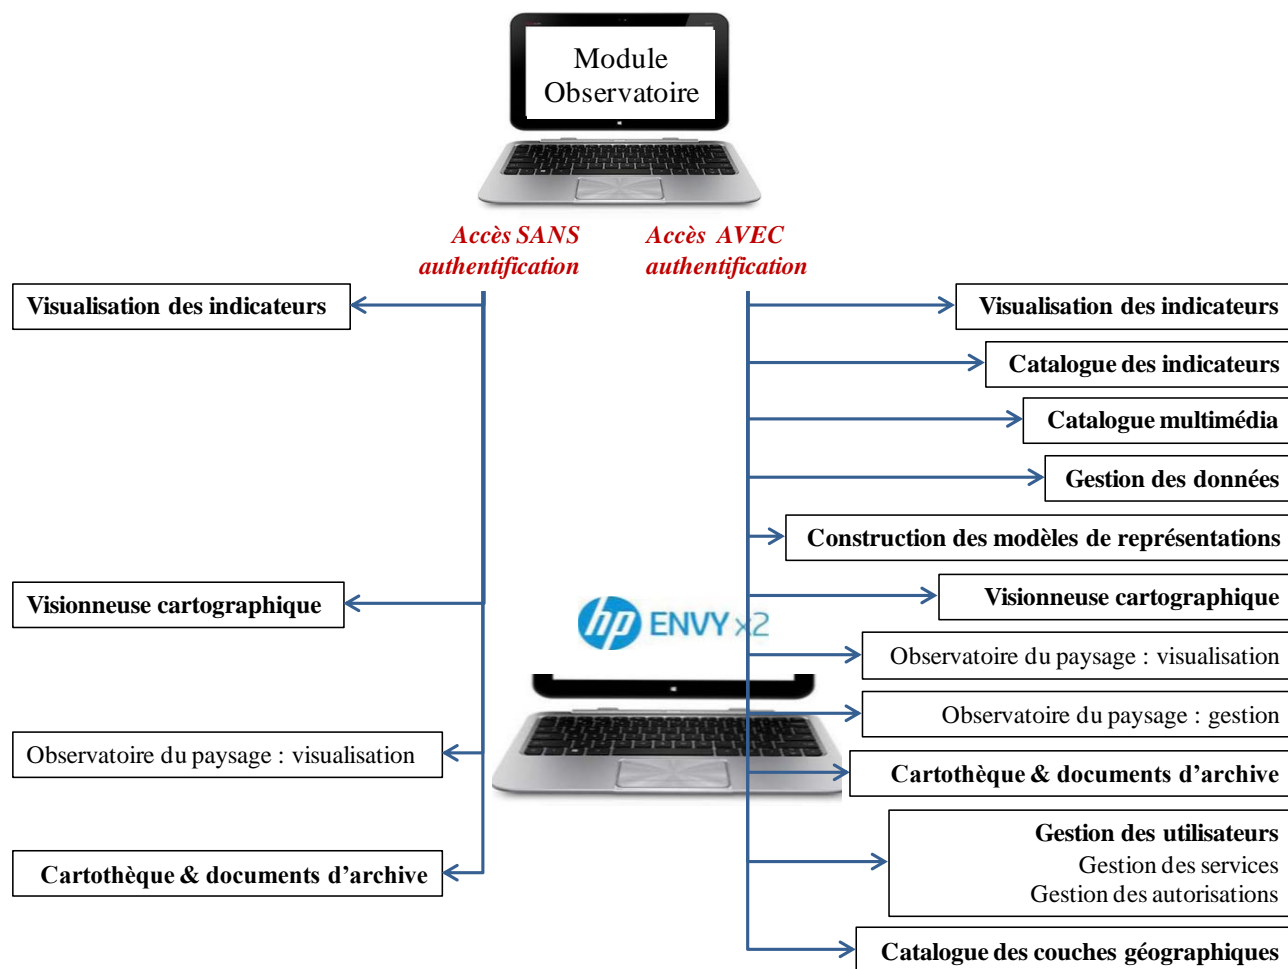 Module
Observatoire
Accès SANS
authentification
Accès AVEC
authentification
Visualisation des indicateurs
Visionneuse cartographique
Observatoire du paysage : visualisation
Cartothèque & documents d’archive
Visualisation des indicateurs
Catalogue des indicateurs
Catalogue multimédia
Gestion des données
Construction des modèles de représentations
Visionneuse cartographique
Observatoire du paysage : visualisation
Observatoire du paysage : gestion
Cartothèque & documents d’archive
Gestion des utilisateurs
Gestion des services
Gestion des autorisations
Catalogue des couches géographiques
hp ENVY x2